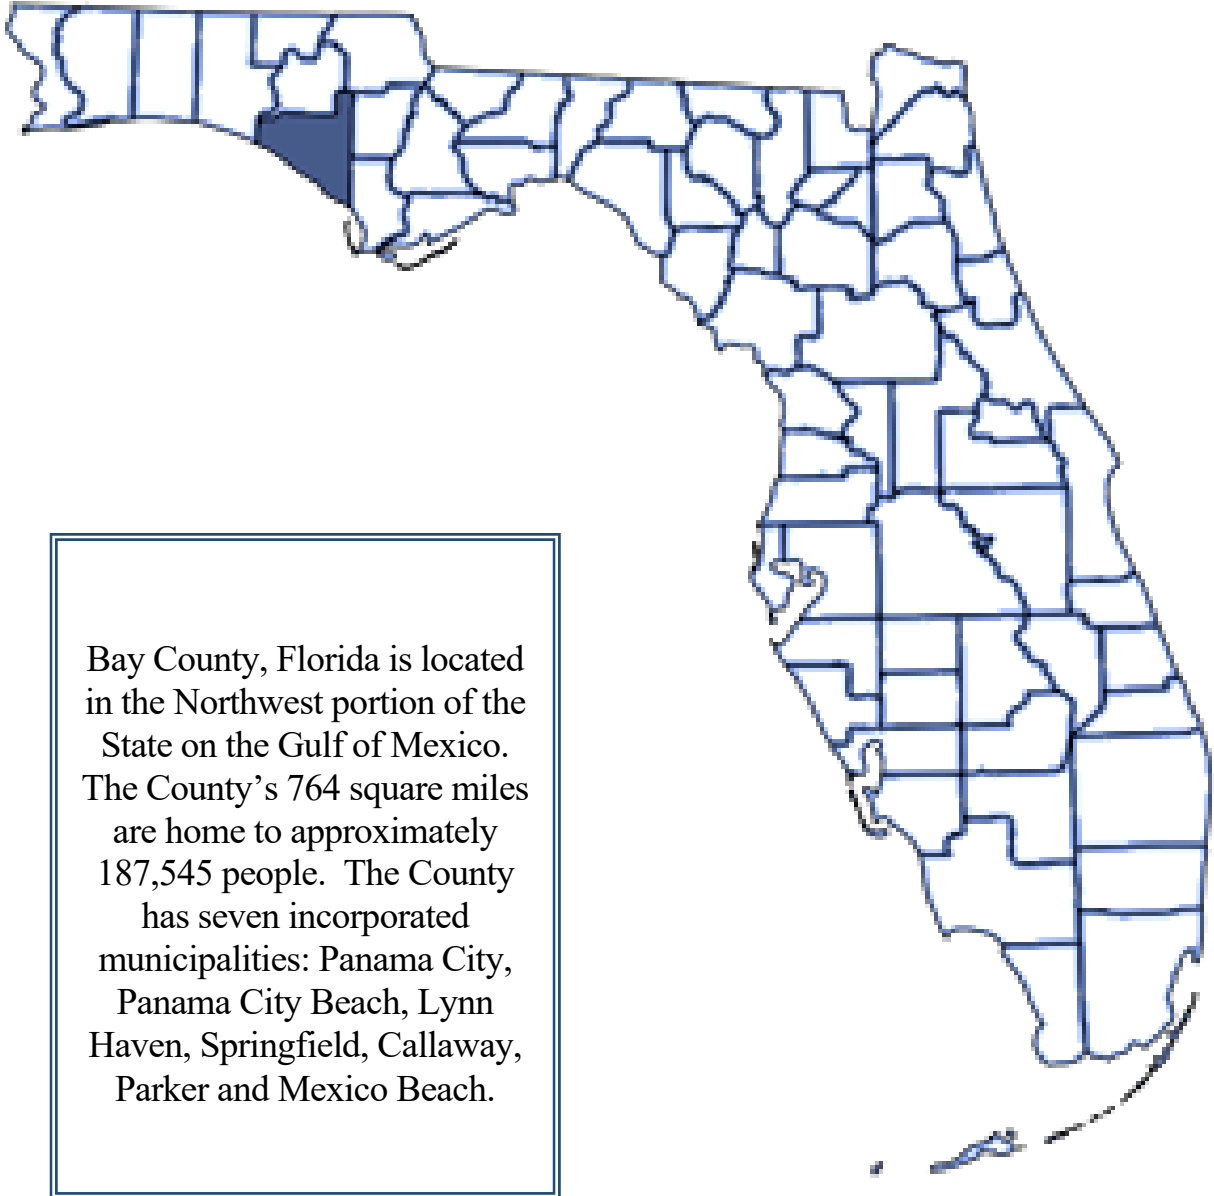 Bay County, Florida is located
in the Northwest portion of the
State on the Gulf of Mexico.
The County’s 764 square miles
are home to approximately
187,545 people.  The County
has seven incorporated
municipalities: Panama City,
Panama City Beach, Lynn
Haven, Springfield, Callaway,
Parker and Mexico Beach.